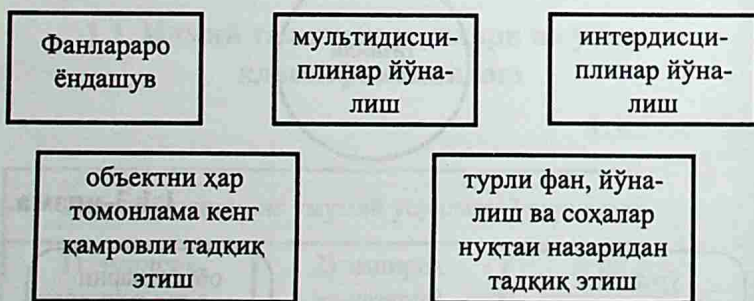 Фанлараро
ёндашув
мультидисци-
плинар йўна-
лиш
интердисци-
плинар йўна-
лиш
объектни ҳар
томонлама кенг
қамровли тадқиқ
этиш
турли фан, йўна-
лиш ва соҳалар
нуқтаи назаридан
тадқиқ этиш